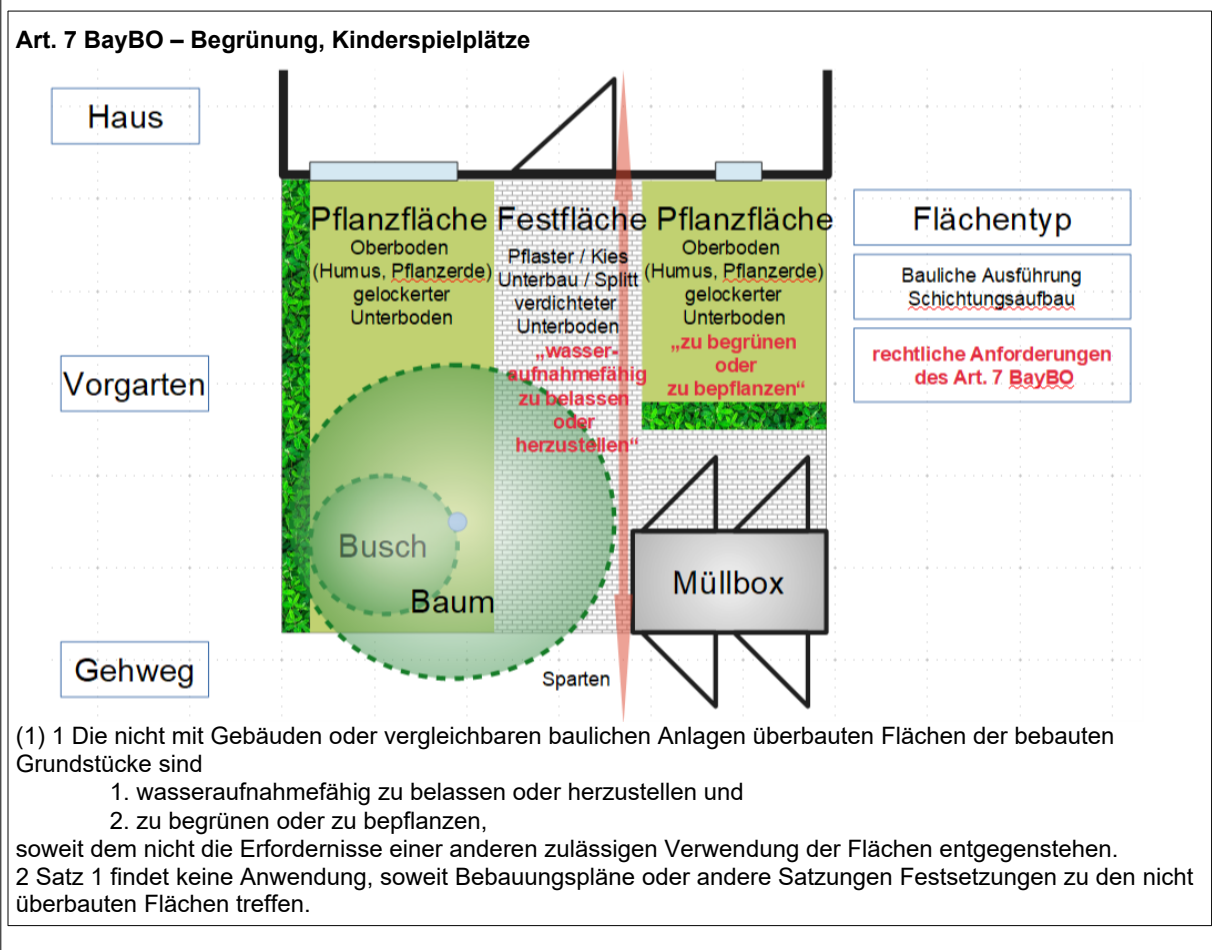 Art. 7 BayBO – Begrünung, Kinderspielplätze
Haus
Pflanzfläche
Oberboden
(Humus, Pflanzerde)
gelockerter
Unterboden
Festfläche
Pflaster / Kies
Unterbau / Splitt
verdichteter
Unterboden
„wasser-
aufnahmefähig
zu belassen
oder
herzustellen“
Pflanzfläche
Oberboden
(Humus, Pflanzerde)
gelockerter
Unterboden
„zu begrünen
oder
zu bepflanzen“
Flächentyp
Bauliche Ausführung
Schichtungsaufbau
rechtliche Anforderungen
des Art. 7 BayBO
Vorgarten
Busch
Baum
Müllbox
Gehweg
Sparten
(1) 1 Die nicht mit Gebäuden oder vergleichbaren baulichen Anlagen überbauten Flächen der bebauten
Grundstücke sind
1. wasseraufnahmefähig zu belassen oder herzustellen und
2. zu begrünen oder zu bepflanzen,
soweit dem nicht die Erfordernisse einer anderen zulässigen Verwendung der Flächen entgegenstehen.
2 Satz 1 findet keine Anwendung, soweit Bebauungspläne oder andere Satzungen Festsetzungen zu den nicht
überbauten Flächen treffen.